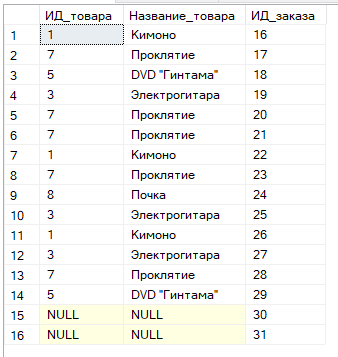 ИД_товара Название_товара ИД_заказа
1 1 Кимоно 16
2 7 Проклятие 17
3 5 DVD "Гинтама" 18
4 3 Электрогитара 19
5 7 Проклятие 20
6 7 Проклятие 21
7 1 Кимоно 22
8 7 Проклятие 23
9 8 Почка 24
10 3 Электрогитара 25
11 1 Кимоно 26
12 3 Электрогитара 27
13 7 Проклятие 28
14 5 DVD "Гинтама" 29
15 NULL NULL 30
16 NULL NULL 31